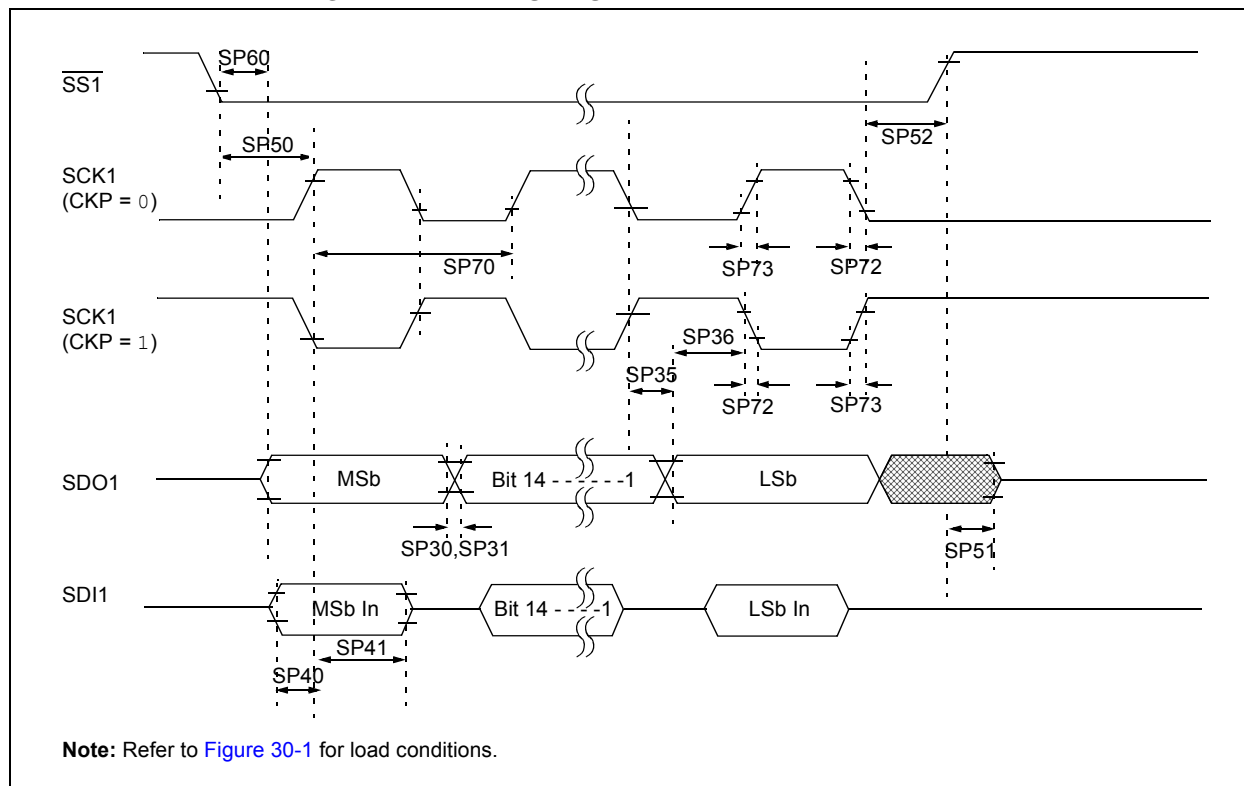 SP60
SS1
SP50
SP52
SCK1
(CKP = 0)
SP70
SP73
SP72
SCK1
(CKP = 1)
SP36
SP35
SP72
SP73
SDO1
MSb
Bit 14 - - - - - - -1
LSb
SP30,SP31
SP51
SDI1
MSb In
Bit 14 - - - -1
LSb In
SP41
SP40
Note: Refer to Figure 30-1 for load conditions.